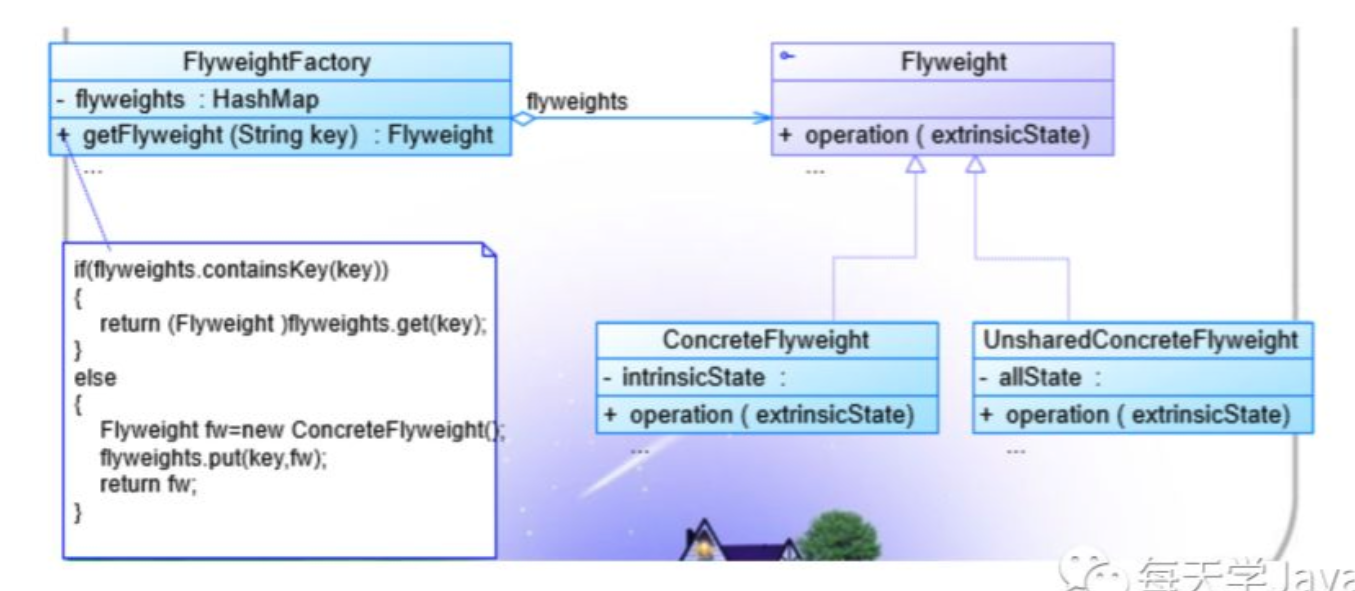 FlyweightFactory
- flyweights : HashMap
+ getFlyweight (String key) : Flyweight
...
flyweights
Flyweight
+ operation ( extrinsicState)
...
if(flyweights.containsKey(key))
{
return (Flyweight )flyweights.get(key);
}
else
{
Flyweight fw=new ConcreteFlyweight();
flyweights.put(key,fw);
return fw;
}
ConcreteFlyweight
- intrinsicState :
+ operation ( extrinsicState)
...
UnsharedConcreteFlyweight
- allState :
+ operation ( extrinsicState)
...
每天学Java